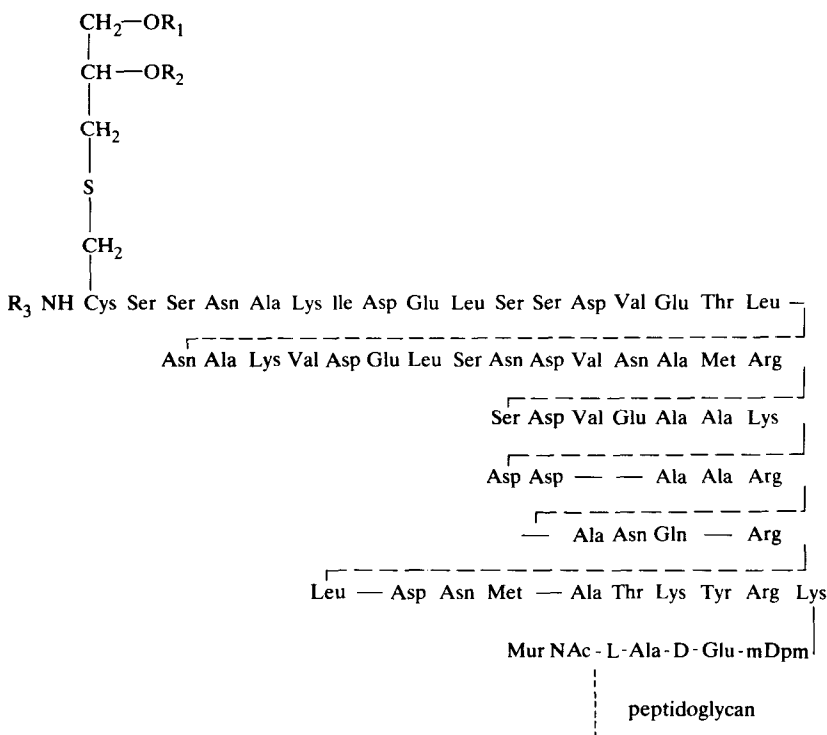 CH₂—OR₁
CH—OR₂
CH₂
S
CH₂
R₃ NH Cys Ser Ser Asn Ala Lys Ile Asp Glu Leu Ser Ser Asp Val Glu Thr Leu —
Asn Ala Lys Val Asp Glu Leu Ser Asn Asp Val Asn Ala Met Arg
Ser Asp Val Glu Ala Ala Lys
Asp Asp — — Ala Ala Arg
— Ala Asn Gln — Arg
Leu — Asp Asn Met — Ala Thr Lys Tyr Arg Lys
Mur NAc - L - Ala - D - Glu - mDpm
peptidoglycan